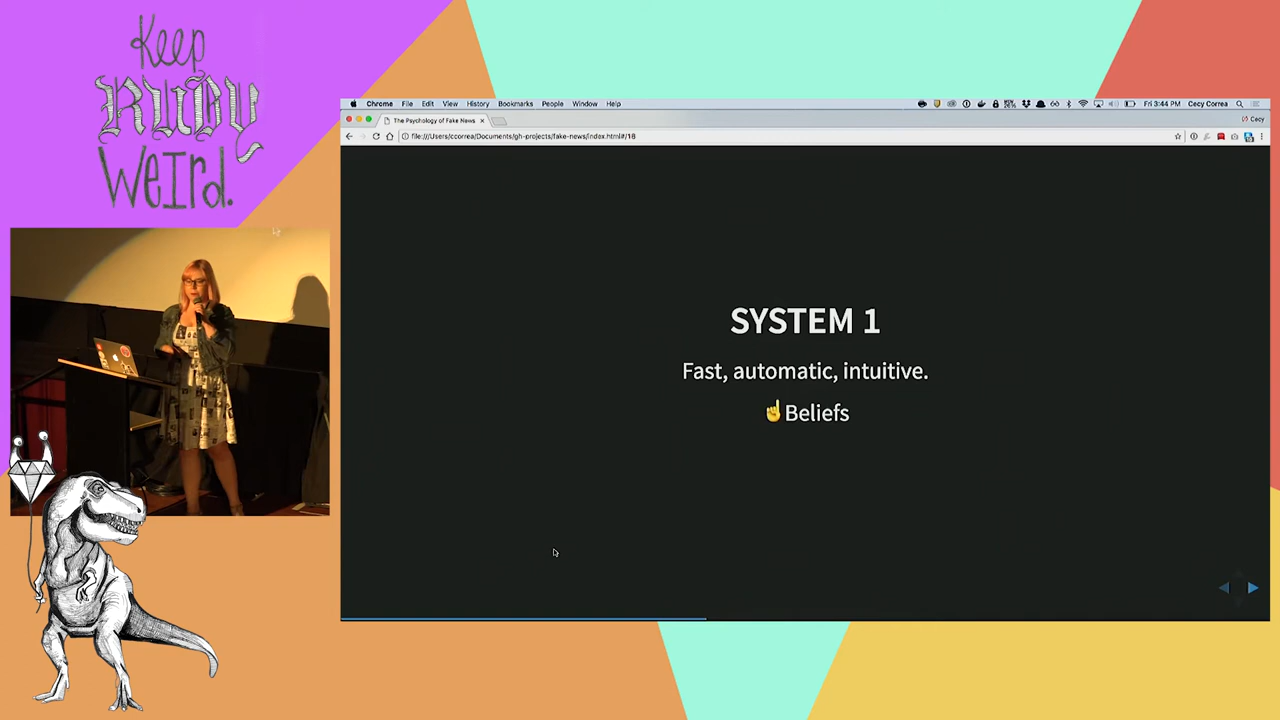 Keep
RUBY
WeIrd.
Chrome File Edit View History Bookmarks People Window Help
Fri 3:44 PM Cecy Correa
The Psychology of Fake News
Cecy
file:///Users/ccorrea/Documents/gh-projects/fake-news/index.html#/18
SYSTEM 1
Fast, automatic, intuitive.
☝Beliefs